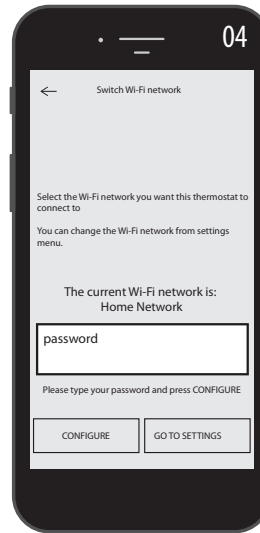 04
Switch Wi-Fi network
Select the Wi-Fi network you want this thermostat to
connect to
You can change the Wi-Fi network from settings
menu.
The current Wi-Fi network is:
Home Network
password
Please type your password and press CONFIGURE
CONFIGURE
GO TO SETTINGS